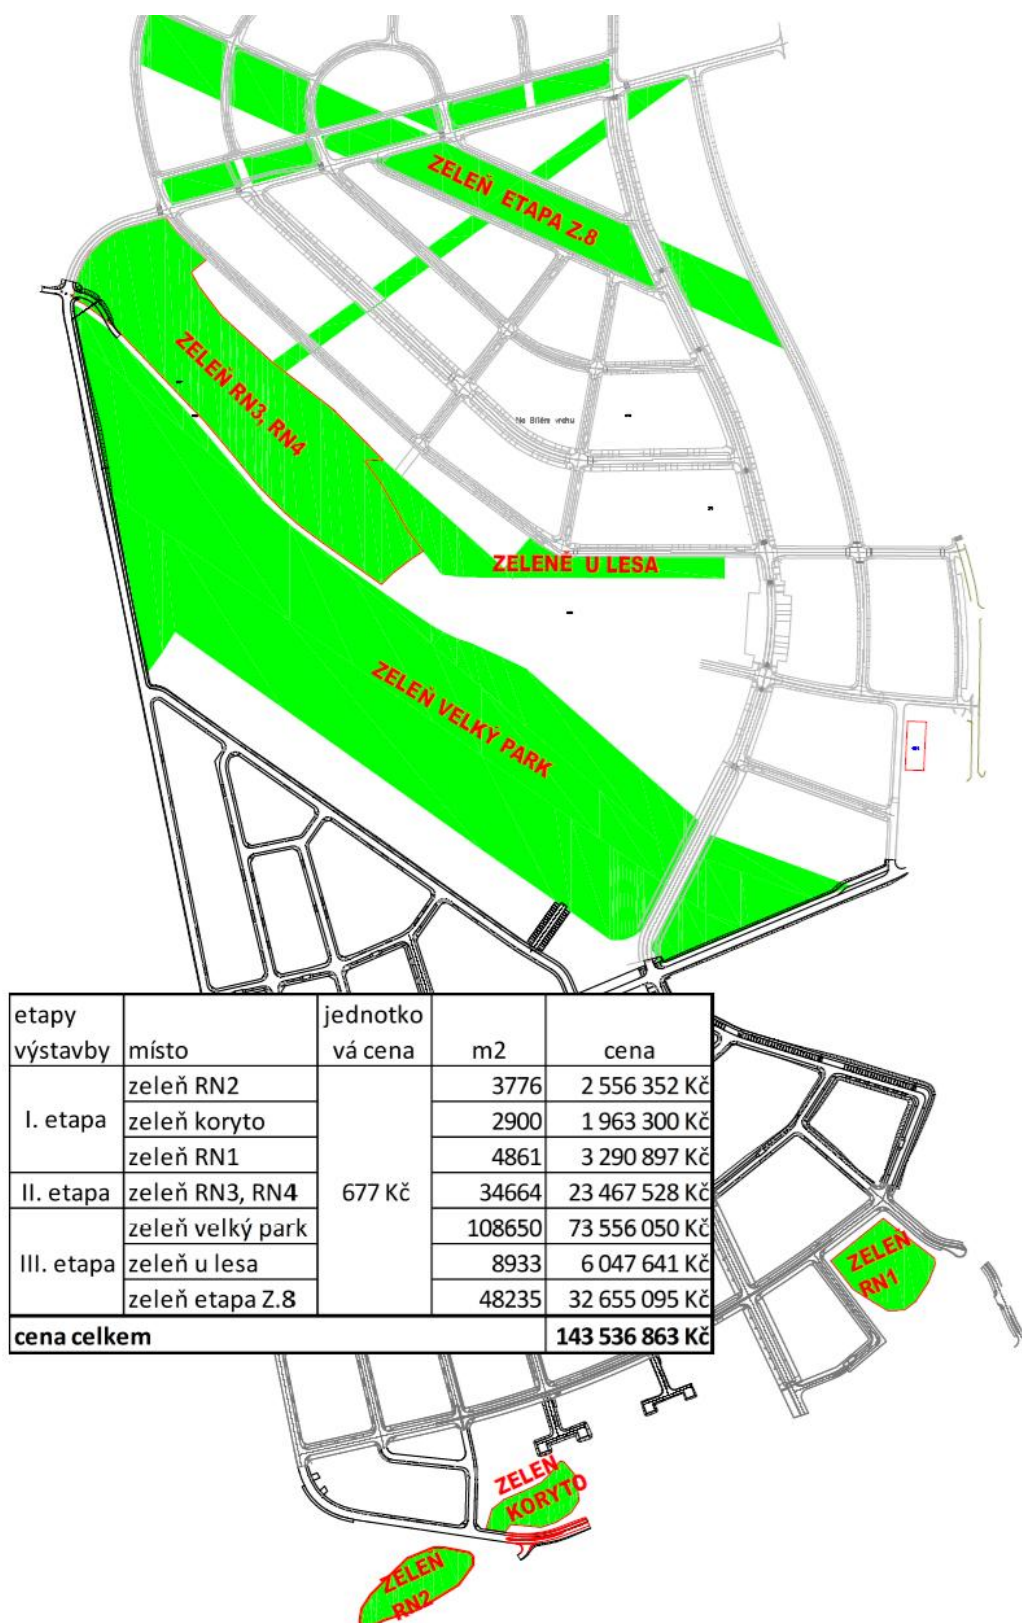 ZELEŇ ETAPA Z.8
ZELEŇ RN3, RN4
Na Bílém vrchu
ZELENĚ U LESA
ZELEŇ VELKÝ PARK
etapy výstavby místo jednotko vá cena m2 cena
I. etapa zeleň RN2 677 Kč 3776 2 556 352 Kč
zeleň koryto 2900 1 963 300 Kč
zeleň RN1 4861 3 290 897 Kč
II. etapa zeleň RN3, RN4 34664 23 467 528 Kč
III. etapa zeleň velký park 108650 73 556 050 Kč
zeleň u lesa 8933 6 047 641 Kč
zeleň etapa Z.8 48235 32 655 095 Kč
cena celkem 143 536 863 Kč
ZELEŇ
RN1
ZELEŇ
KORYTO
ZELEŇ
RN2